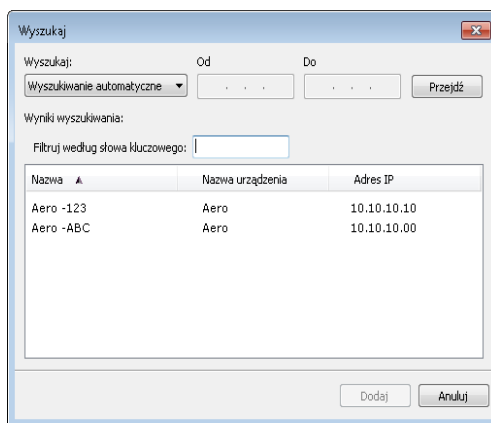 Wyszukaj
Wyszukaj: Od Do
Wyszukiwanie automatyczne . . . . . . Przejdź
Wyniki wyszukiwania:
Filtruj według słowa kluczowego:
Nazwa Nazwa urządzenia Adres IP
Aero -123 Aero 10.10.10.10
Aero -ABC Aero 10.10.10.00
Dodaj Anuluj